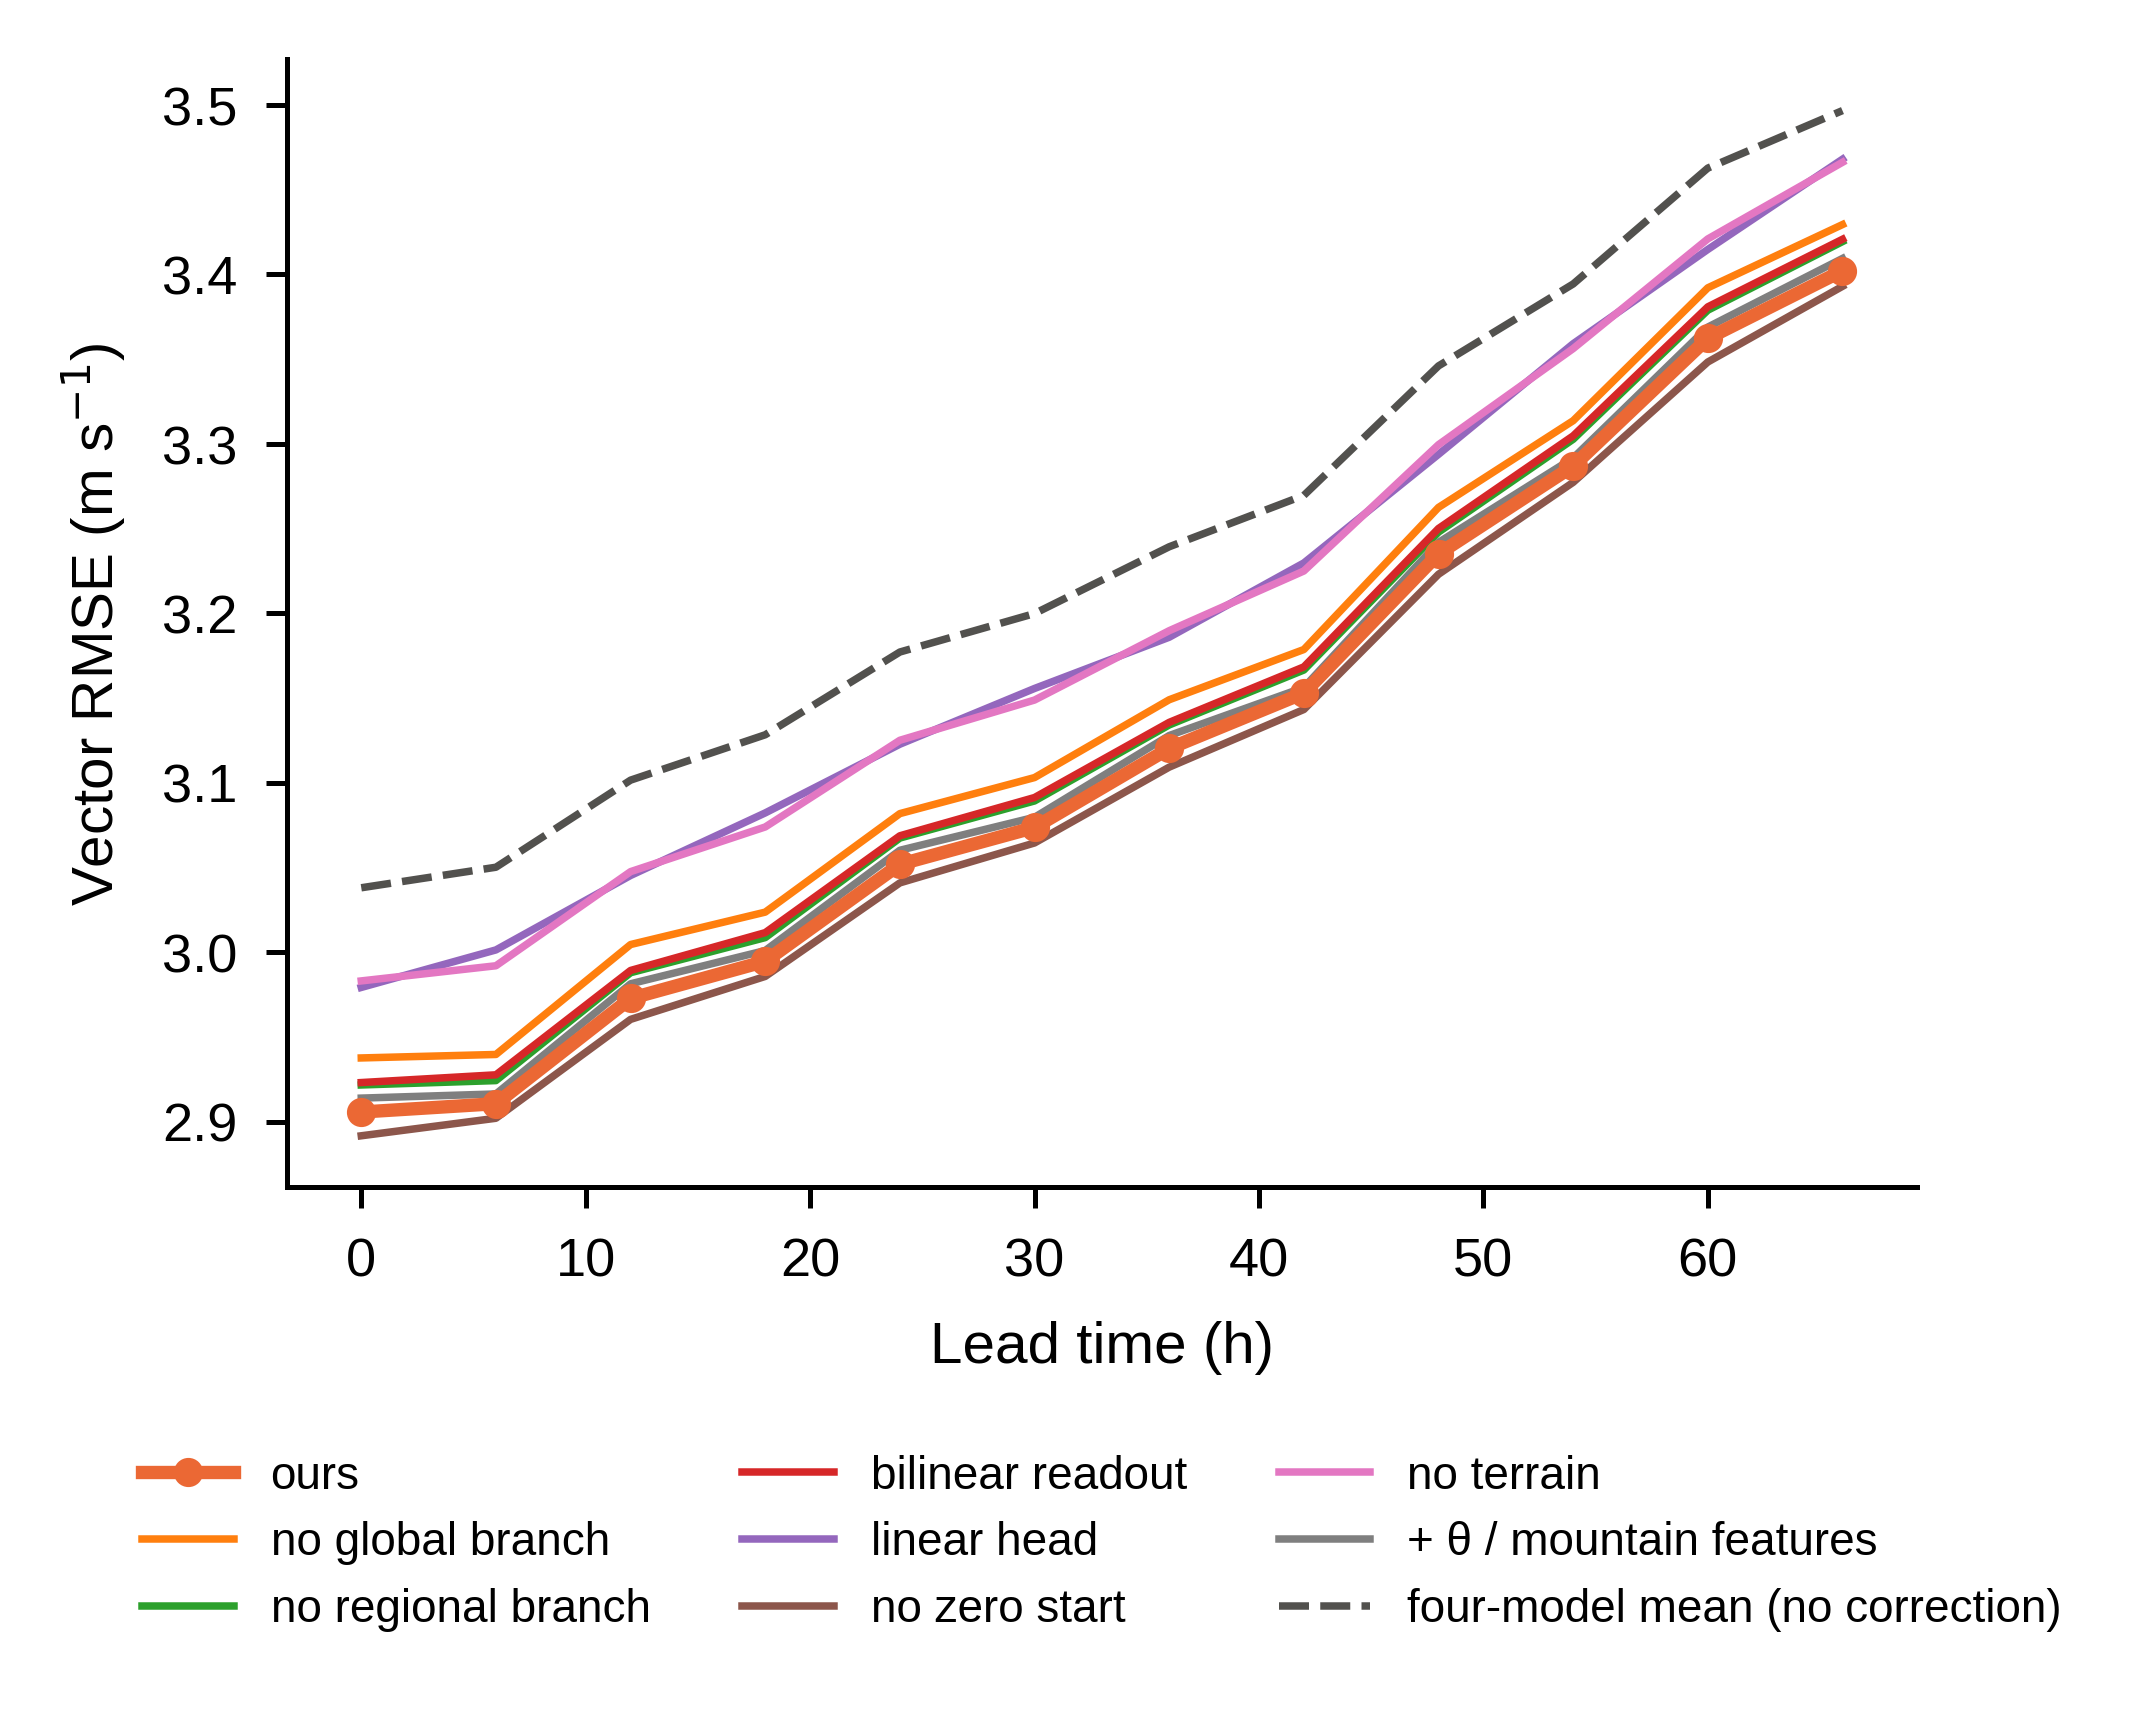 3.5
3.4
3.3
3.2
3.1
3.0
2.9
Vector RMSE (m s⁻¹)
0 10 20 30 40 50 60
Lead time (h)
ours
no global branch
no regional branch
bilinear readout
linear head
no zero start
no terrain
+ θ / mountain features
four-model mean (no correction)